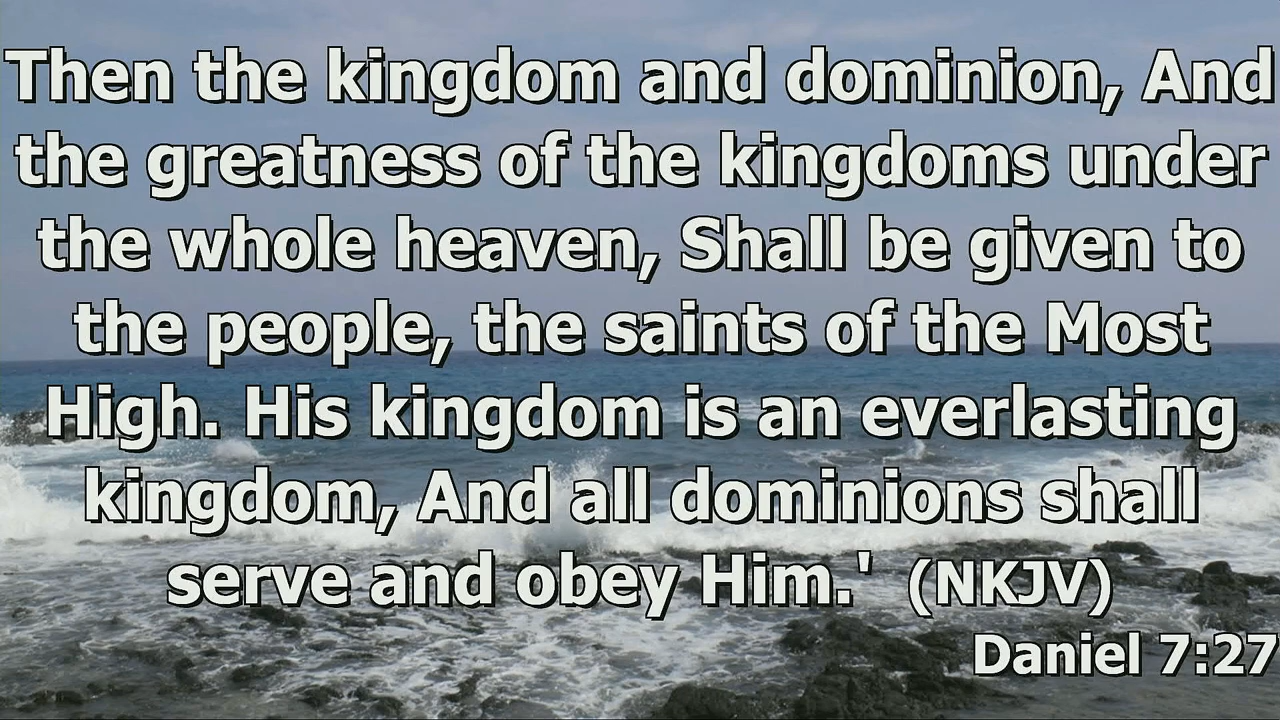 Then the kingdom and dominion, And
the greatness of the kingdoms under
the whole heaven, Shall be given to
the people, the saints of the Most
High. His kingdom is an everlasting
kingdom, And all dominions shall
serve and obey Him.' (NKJV)
Daniel 7:27